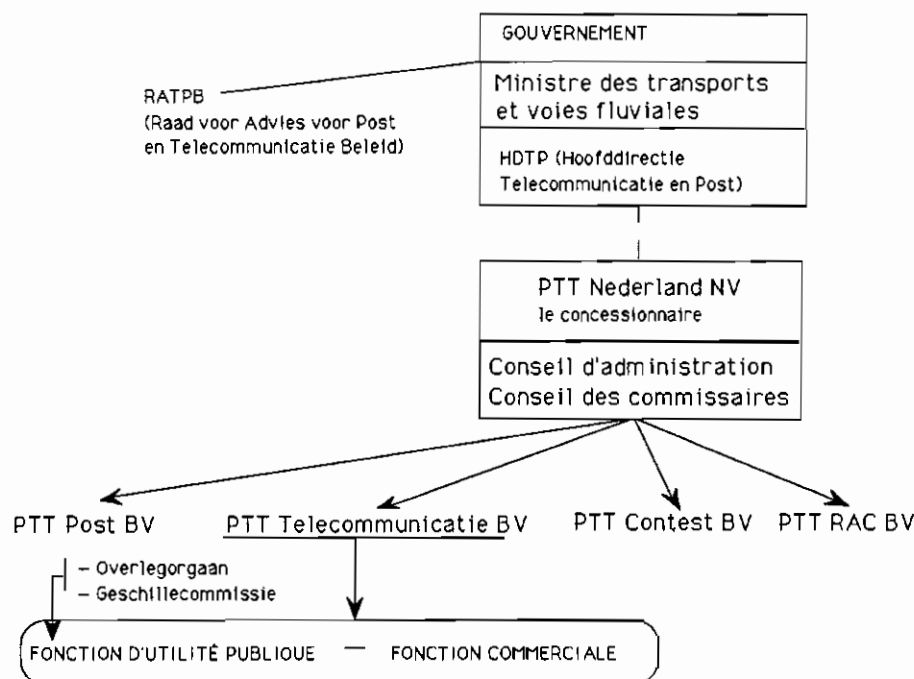 GOUVERNEMENT
Ministre des transports
et voies fluviales
RATPB
(Raad voor Advies voor Post
en Telecommunicatie Beleid)
HDTP (Hoofddirectie
Telecommunicatie en Post)
PTT Nederland NV
le concessionnaire
Conseil d'administration
Conseil des commissaires
PTT Post BV
PTT Telecommunicatie BV
PTT Contest BV
PTT RAC BV
- Overlegorgaan
- Geschillecommissie
FONCTION D'UTILITÉ PUBLIQUE — FONCTION COMMERCIALE